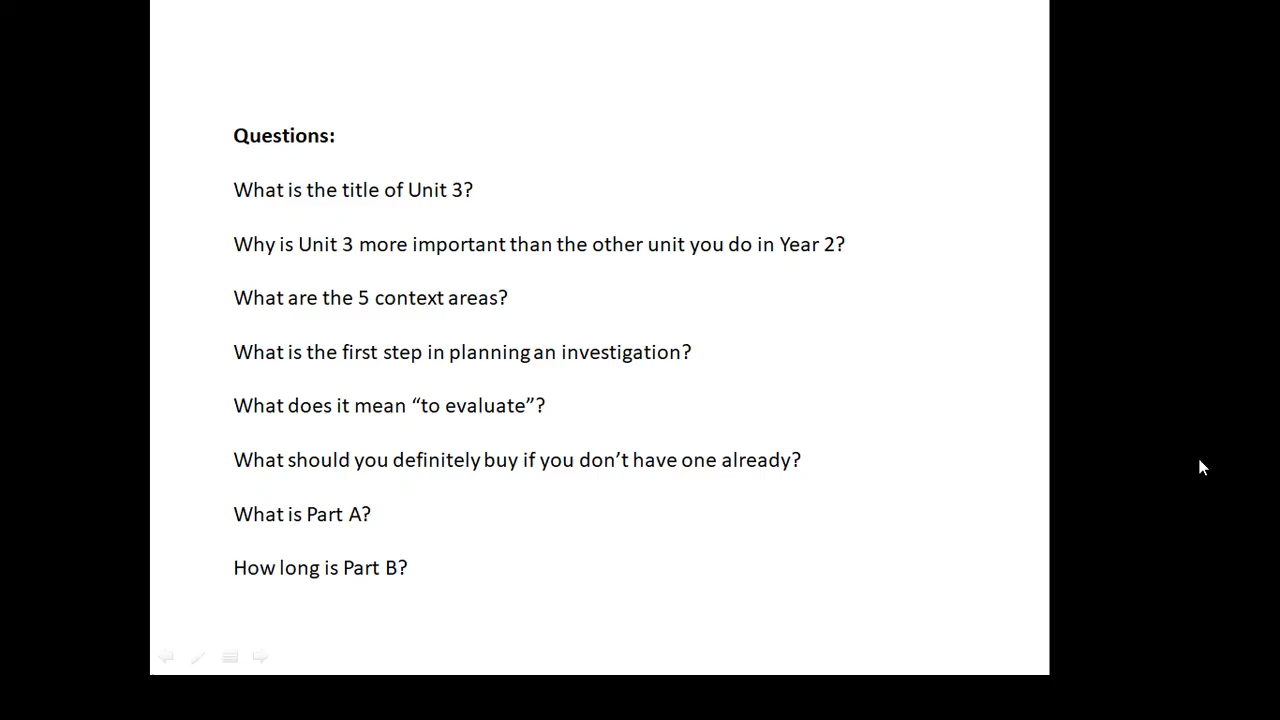 Questions:
What is the title of Unit 3?
Why is Unit 3 more important than the other unit you do in Year 2?
What are the 5 context areas?
What is the first step in planning an investigation?
What does it mean “to evaluate”?
What should you definitely buy if you don’t have one already?
What is Part A?
How long is Part B?